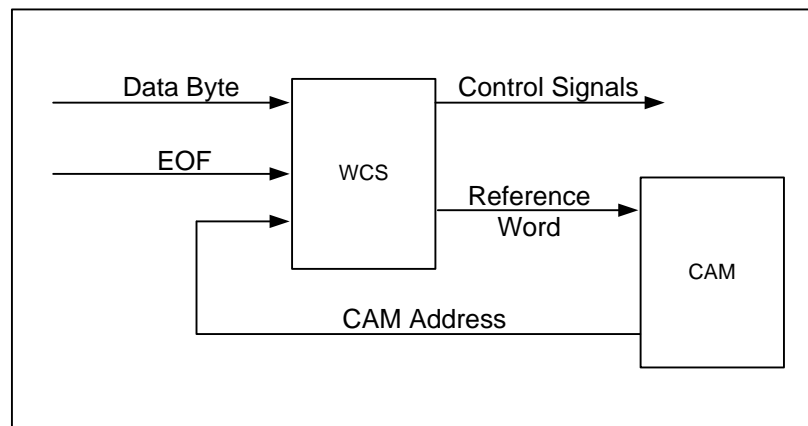 Data Byte
Control Signals
EOF
WCS
Reference
Word
CAM
CAM Address